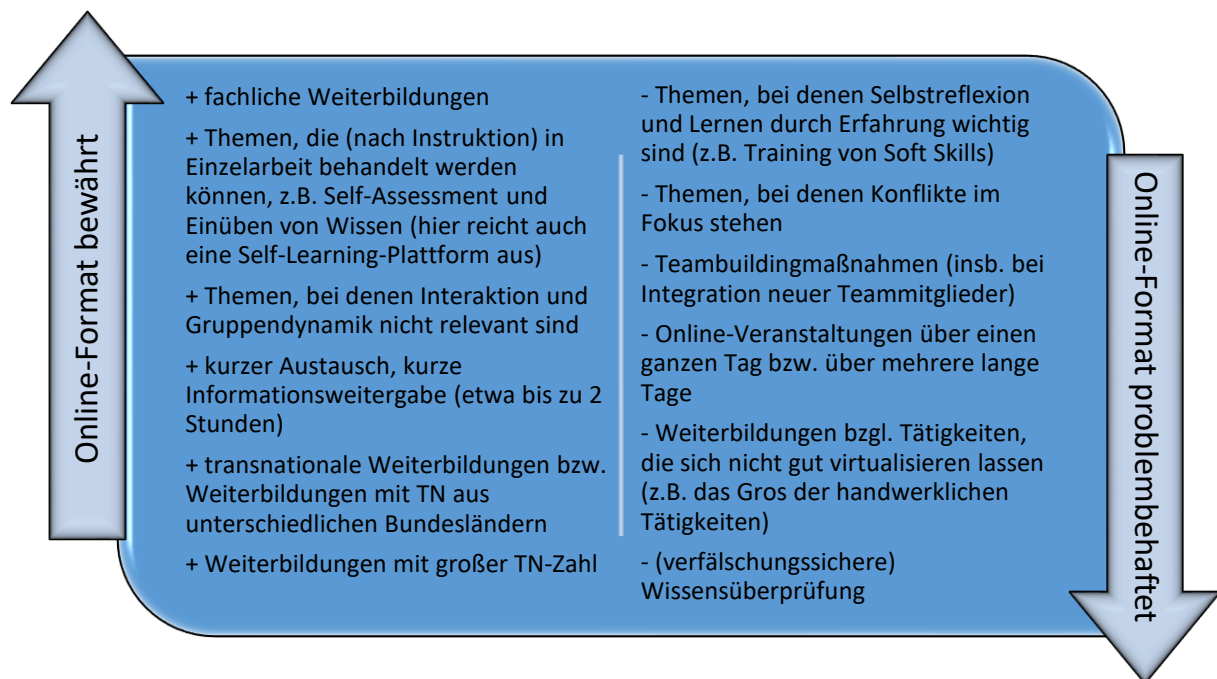 Online-Format bewährt
+ fachliche Weiterbildungen
+ Themen, die (nach Instruktion) in
Einzelarbeit behandelt werden
können, z.B. Self-Assessment und
Einüben von Wissen (hier reicht auch
eine Self-Learning-Plattform aus)
+ Themen, bei denen Interaktion und
Gruppendynamik nicht relevant sind
+ kurzer Austausch, kurze
Informationsweitergabe (etwa bis zu 2
Stunden)
+ transnationale Weiterbildungen bzw.
Weiterbildungen mit TN aus
unterschiedlichen Bundesländern
+ Weiterbildungen mit großer TN-Zahl
- Themen, bei denen Selbstreflexion
und Lernen durch Erfahrung wichtig
sind (z.B. Training von Soft Skills)
- Themen, bei denen Konflikte im
Fokus stehen
- Teambuildingmaßnahmen (insb. bei
Integration neuer Teammitglieder)
- Online-Veranstaltungen über einen
ganzen Tag bzw. über mehrere lange
Tage
- Weiterbildungen bzgl. Tätigkeiten,
die sich nicht gut virtualisieren lassen
(z.B. das Gros der handwerklichen
Tätigkeiten)
- (verfälschungssichere)
Wissensüberprüfung
Online-Format problembehaftet